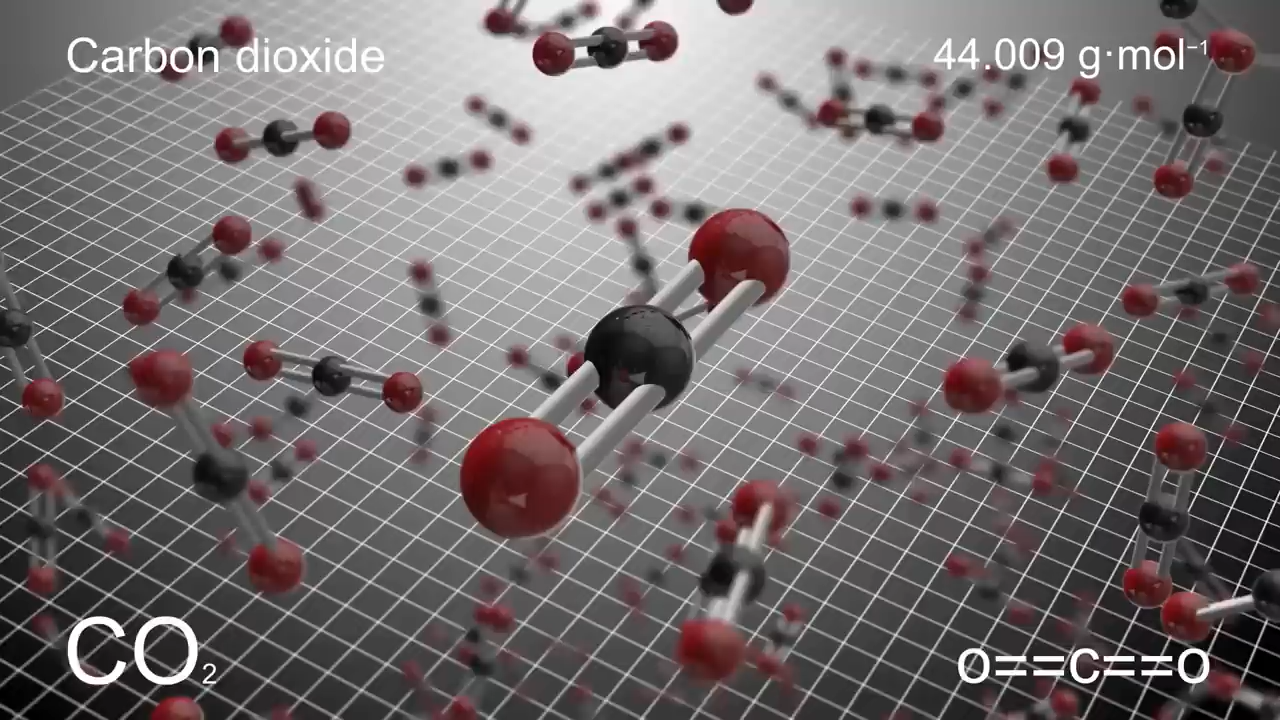 Carbon dioxide
44.009 g·mol⁻¹
CO₂
O==C==O